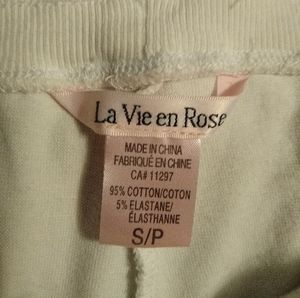 La Vie en Rose
MADE IN CHINA
FABRIQUÉ EN CHINE
CA# 11297
95% COTTON/COTON
5% ELASTANE/
ÉLASTHANNE
S/P